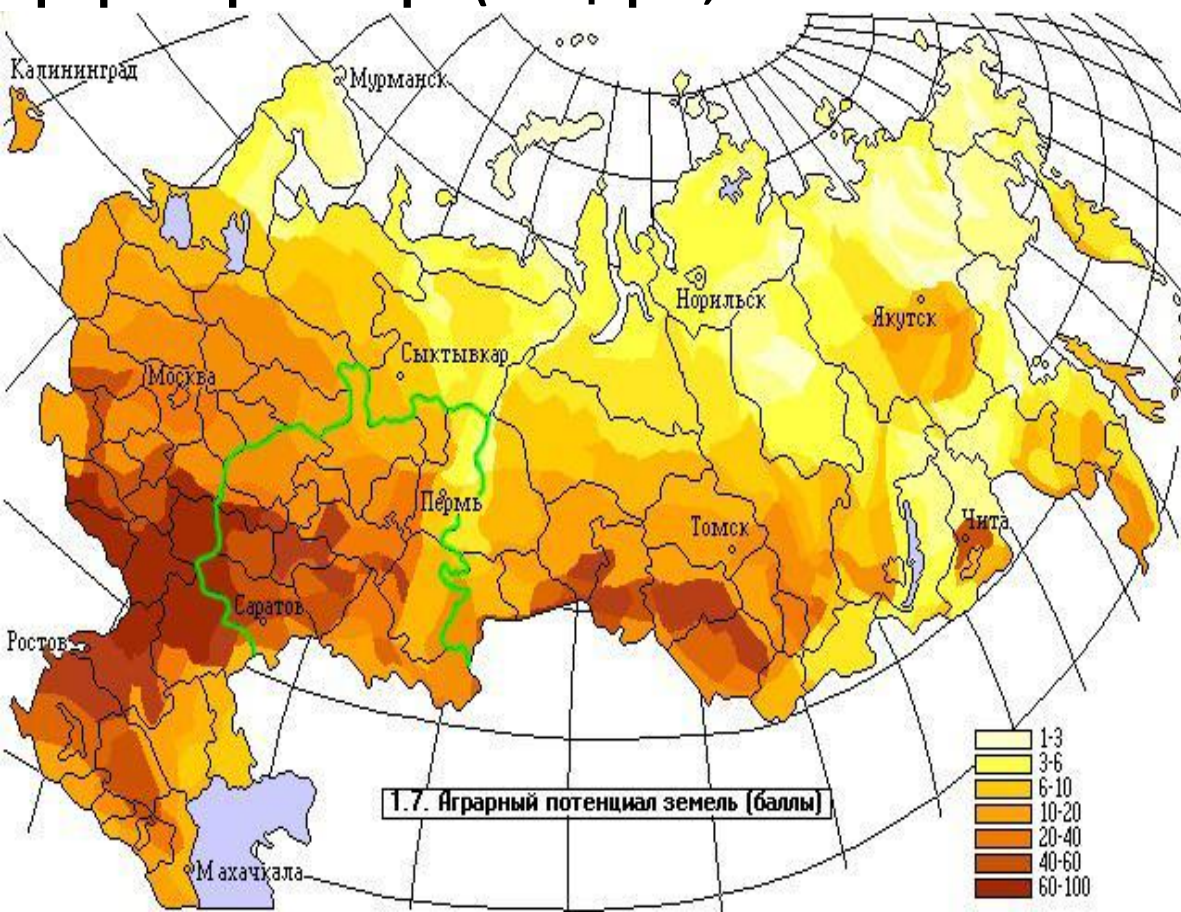 Калининград
Мурманск
Норильск
Якутск
Сыктывкар
Москва
Пермь
Томск
Чита
Саратов
Ростов
1-3
3-6
6-10
1.7. Аграрный потенциал земель (баллы)
10-20
20-40
40-60
Махачкала
60-100